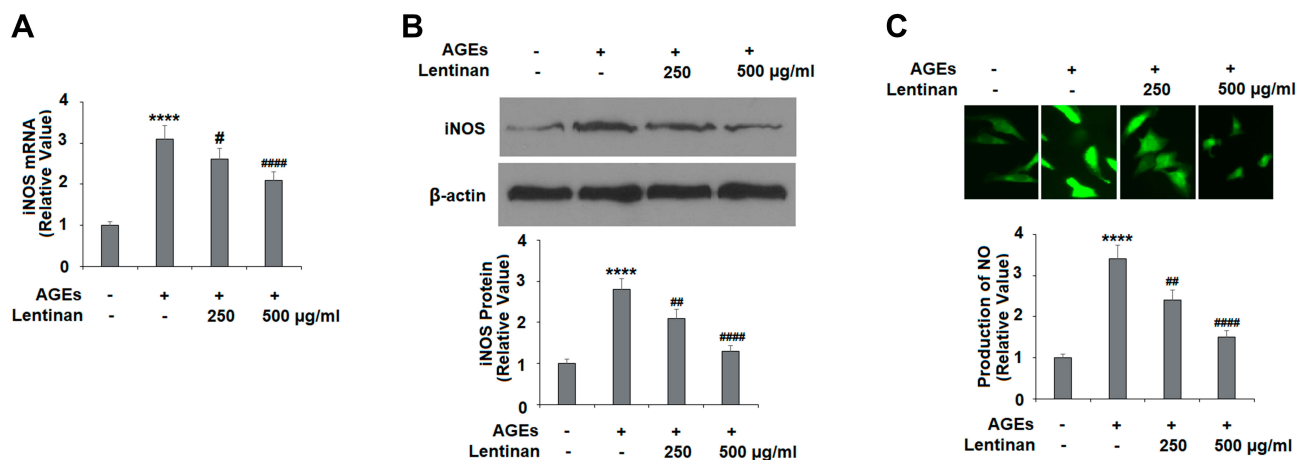 A
4
3
2
1
0
iNOS mRNA
(Relative Value)
****
#
####
AGEs - + + +
Lentinan - - 250 500 µg/ml
B
AGEs - + + +
Lentinan - - 250 500 µg/ml
iNOS
β-actin
4
3
2
1
0
iNOS Protein
(Relative Value)
****
##
####
AGEs - + + +
Lentinan - - 250 500 µg/ml
C
AGEs - + + +
Lentinan - - 250 500 µg/ml
4
3
2
1
0
Production of NO
(Relative Value)
****
##
####
AGEs - + + +
Lentinan - - 250 500 µg/ml